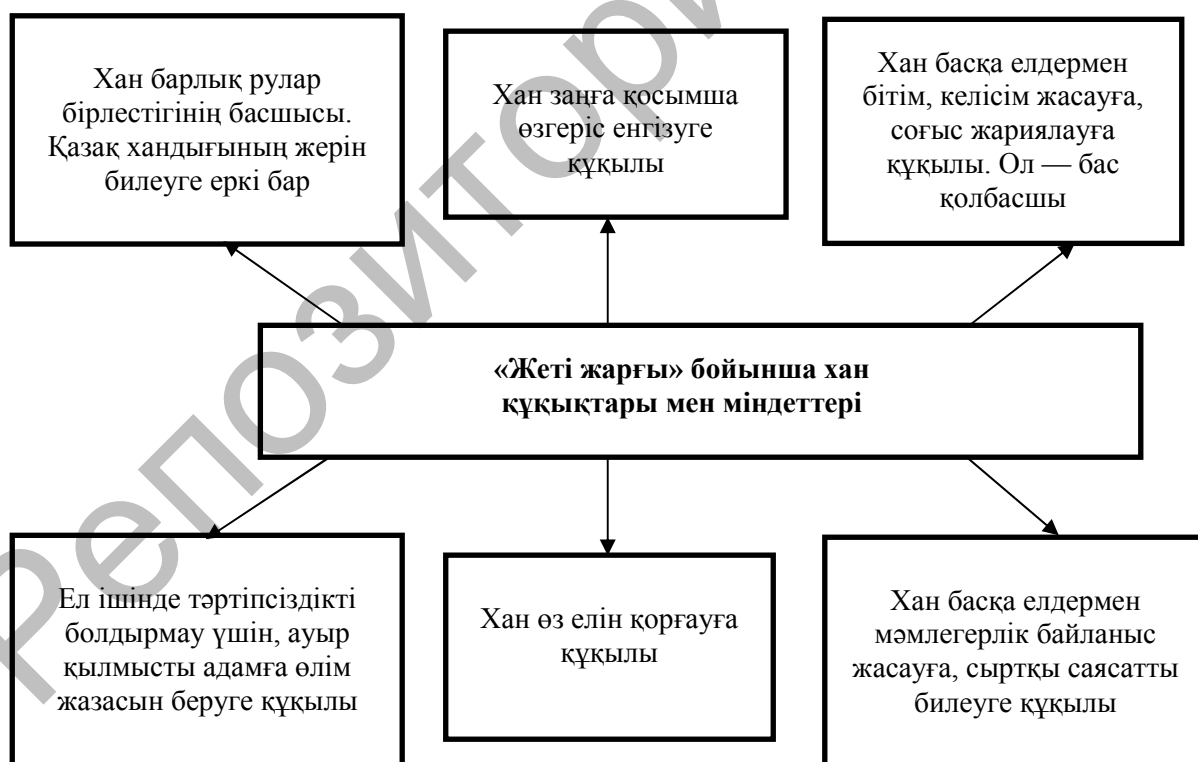 Хан барлық рулар
бірлестігінің басшысы.
Қазақ хандығының жерін
билеуге еркі бар
Хан заңға қосымша
өзгеріс енгізуге
құқылы
Хан басқа елдермен
бітім, келісім жасауға,
соғыс жариялауға
құқылы. Ол — бас
қолбасшы
«Жеті жарғы» бойынша хан
құқықтары мен міндеттері
Ел ішінде тәртіпсіздікті
болдырмау үшін, ауыр
қылмысты адамға өлім
жазасын беруге құқылы
Хан өз елін қорғауға
құқылы
Хан басқа елдермен
мәмлегерлік байланыс
жасауға, сыртқы саясатты
билеуге құқылы